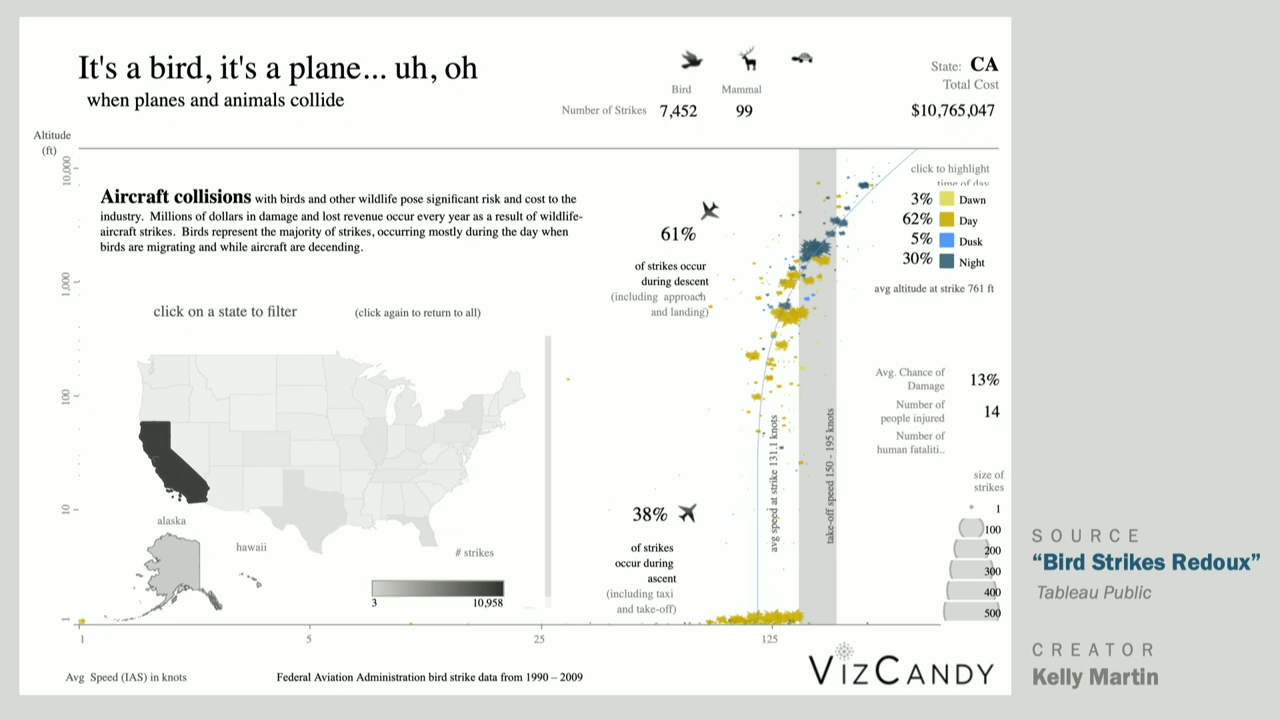 It's a bird, it's a plane... uh, oh
when planes and animals collide
Bird
Mammal
Number of Strikes 7,452 99
State: CA
Total Cost
$10,765,047
Altitude
(ft)
10,000
1,000
100
10
1
Aircraft collisions with birds and other wildlife pose significant risk and cost to the
industry. Millions of dollars in damage and lost revenue occur every year as a result of wildlife-
aircraft strikes. Birds represent the majority of strikes, occurring mostly during the day when
birds are migrating and while aircraft are decending.
click on a state to filter (click again to return to all)
alaska
hawaii
# strikes
3 10,958
61%
of strikes occur
during descent
(including approach
and landing)
38%
of strikes
occur during
ascent
(including taxi
and take-off)
avg speed at strike 131.1 knots
take-off speed 150 - 195 knots
click to highlight
time of day
3% Dawn
62% Day
5% Dusk
30% Night
avg altitude at strike 761 ft
Avg. Chance of
Damage 13%
Number of
people injured 14
Number of
human fataliti..
size of
strikes
1
100
200
300
400
500
1 5 25 125
Avg Speed (IAS) in knots
Federal Aviation Administration bird strike data from 1990 – 2009
VIZCANDY
SOURCE
“Bird Strikes Redoux”
Tableau Public
CREATOR
Kelly Martin